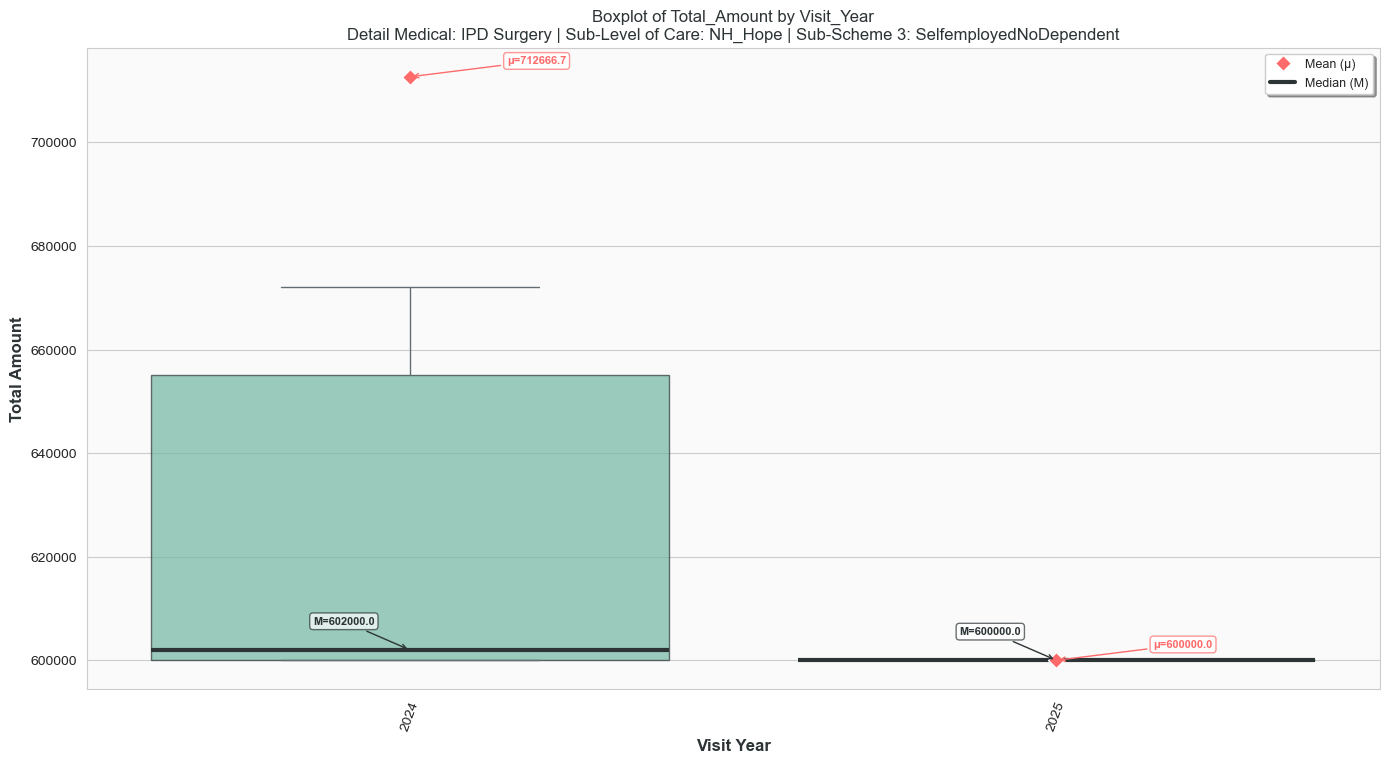 Boxplot of Total_Amount by Visit_Year
Detail Medical: IPD Surgery | Sub-Level of Care: NH_Hope | Sub-Scheme 3: SelfemployedNoDependent
μ=712666.7
Mean (μ)
Median (M)
700000
680000
660000
640000
620000
600000
Total Amount
M=602000.0
M=600000.0
μ=600000.0
2024
2025
Visit Year